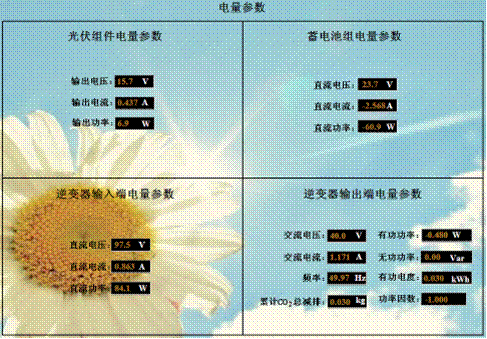 电量参数
光伏组件电量参数
输出电压: 15.7 V
输出电流: 0.437 A
输出功率: 6.9 W
蓄电池组电量参数
直流电压: 23.7 V
直流电流: -2.568 A
直流功率: -60.9 W
逆变器输入端电量参数
直流电压: 97.5 V
直流电流: 0.863 A
直流功率: 84.1 W
逆变器输出端电量参数
交流电压: 40.0 V 有功功率: -0.480 W
交流电流: 1.171 A 无功功率: 0.00 Var
频率: 49.97 Hz 有功电度: 0.030 kWh
累计CO2总减排: 0.030 kg 功率因数: -1.000